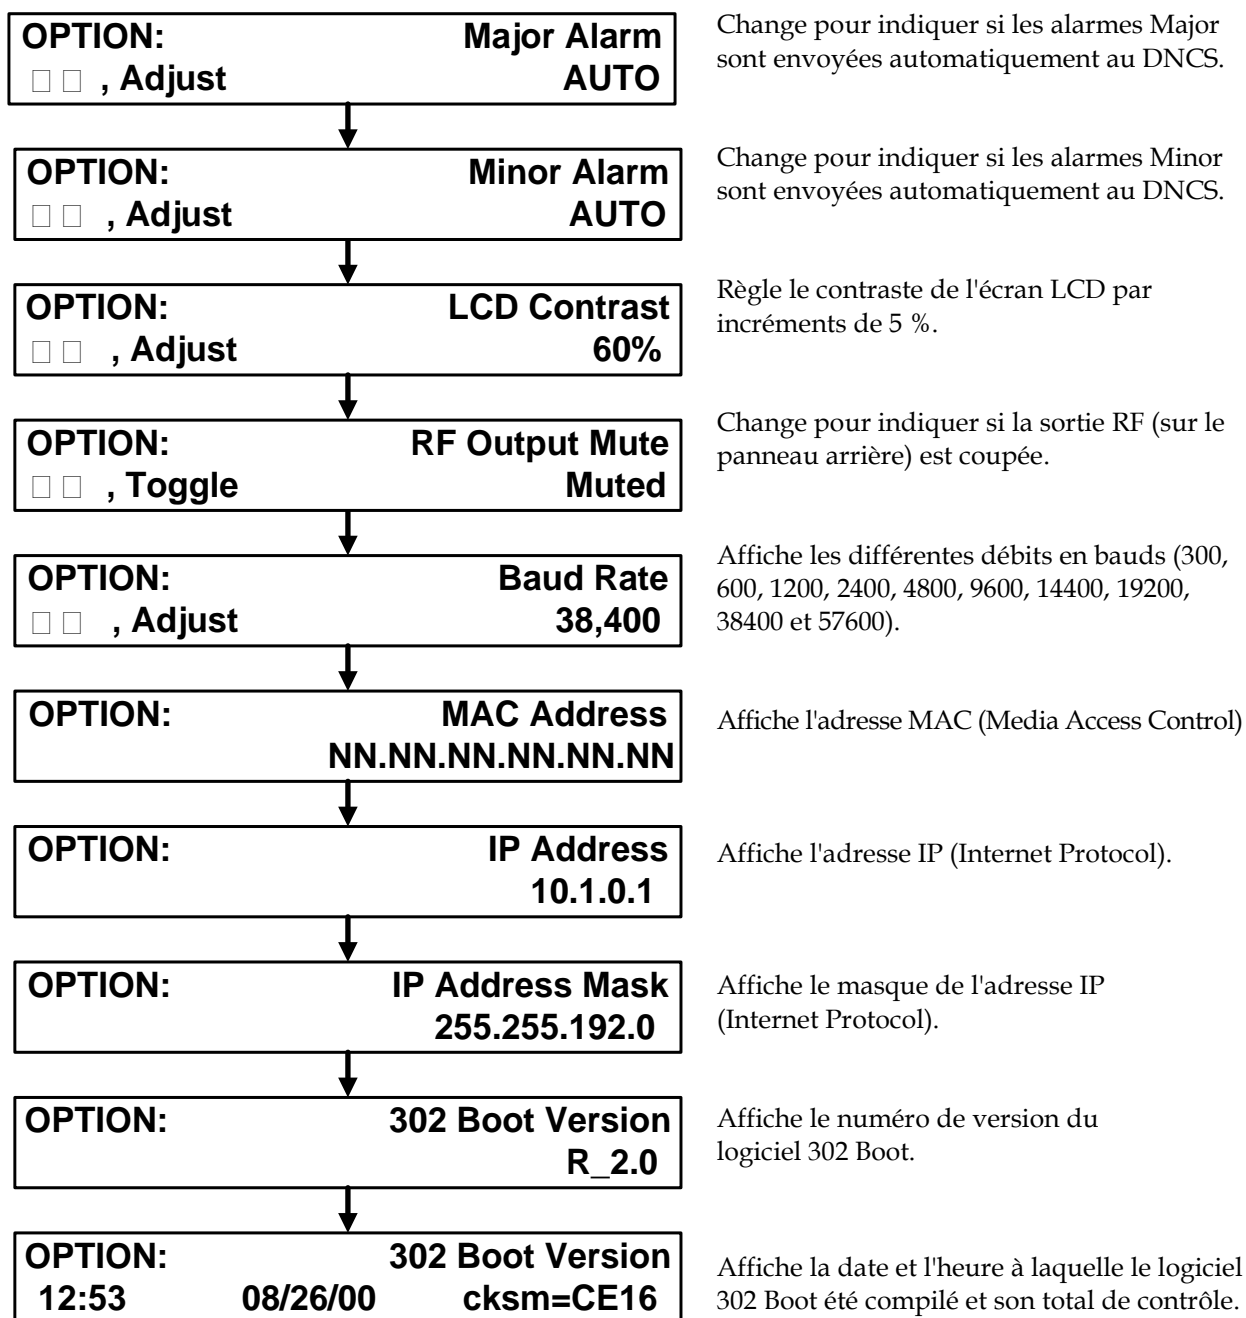 OPTION: Major Alarm
□ □ , Adjust AUTO
Change pour indiquer si les alarmes Major
sont envoyées automatiquement au DNCS.
OPTION: Minor Alarm
□ □ , Adjust AUTO
Change pour indiquer si les alarmes Minor
sont envoyées automatiquement au DNCS.
OPTION: LCD Contrast
□ □ , Adjust 60%
Règle le contraste de l'écran LCD par
incréments de 5 %.
OPTION: RF Output Mute
□ □ , Toggle Muted
Change pour indiquer si la sortie RF (sur le
panneau arrière) est coupée.
OPTION: Baud Rate
□ □ , Adjust 38,400
Affiche les différentes débits en bauds (300,
600, 1200, 2400, 4800, 9600, 14400, 19200,
38400 et 57600).
OPTION: MAC Address
NN.NN.NN.NN.NN.NN
Affiche l'adresse MAC (Media Access Control)
OPTION: IP Address
10.1.0.1
Affiche l'adresse IP (Internet Protocol).
OPTION: IP Address Mask
255.255.192.0
Affiche le masque de l'adresse IP
(Internet Protocol).
OPTION: 302 Boot Version
R_2.0
Affiche le numéro de version du
logiciel 302 Boot.
OPTION: 302 Boot Version
12:53 08/26/00 cksm=CE16
Affiche la date et l'heure à laquelle le logiciel
302 Boot été compilé et son total de contrôle.